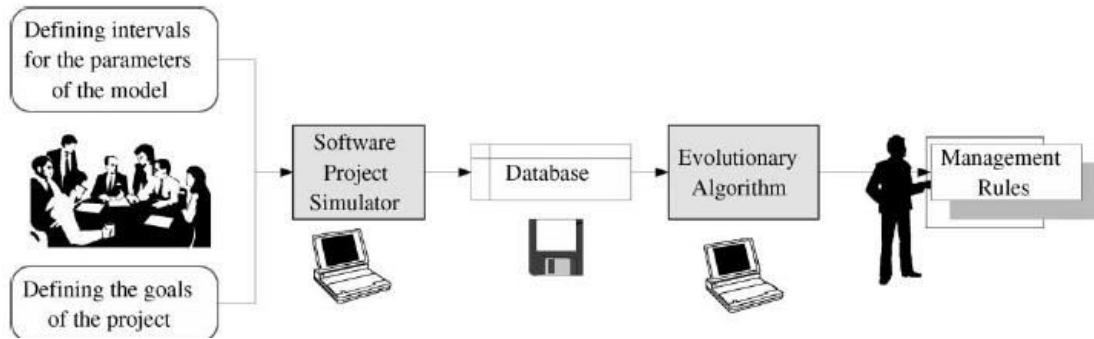 Defining intervals
for the parameters
of the model
Defining the goals
of the project
Software
Project
Simulator
Database
Evolutionary
Algorithm
Management
Rules